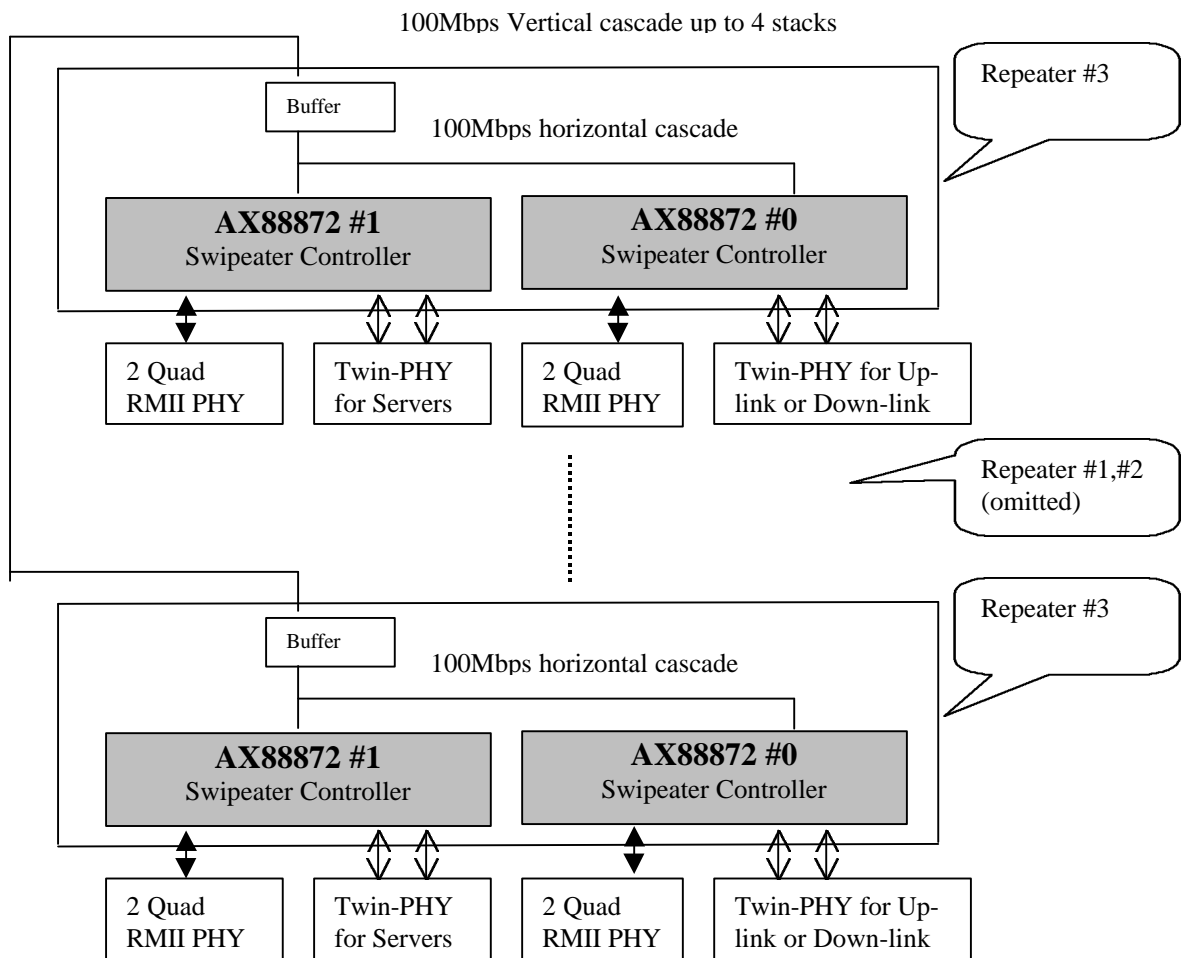 100Mbps Vertical cascade up to 4 stacks
Repeater #3
Buffer
100Mbps horizontal cascade
AX88872 #1
Swipeater Controller
AX88872 #0
Swipeater Controller
2 Quad
RMII PHY
Twin-PHY
for Servers
2 Quad
RMII PHY
Twin-PHY for Up-
link or Down-link
Repeater #1,#2
(omitted)
Repeater #3
Buffer
100Mbps horizontal cascade
AX88872 #1
Swipeater Controller
AX88872 #0
Swipeater Controller
2 Quad
RMII PHY
Twin-PHY
for Servers
2 Quad
RMII PHY
Twin-PHY for Up-
link or Down-link